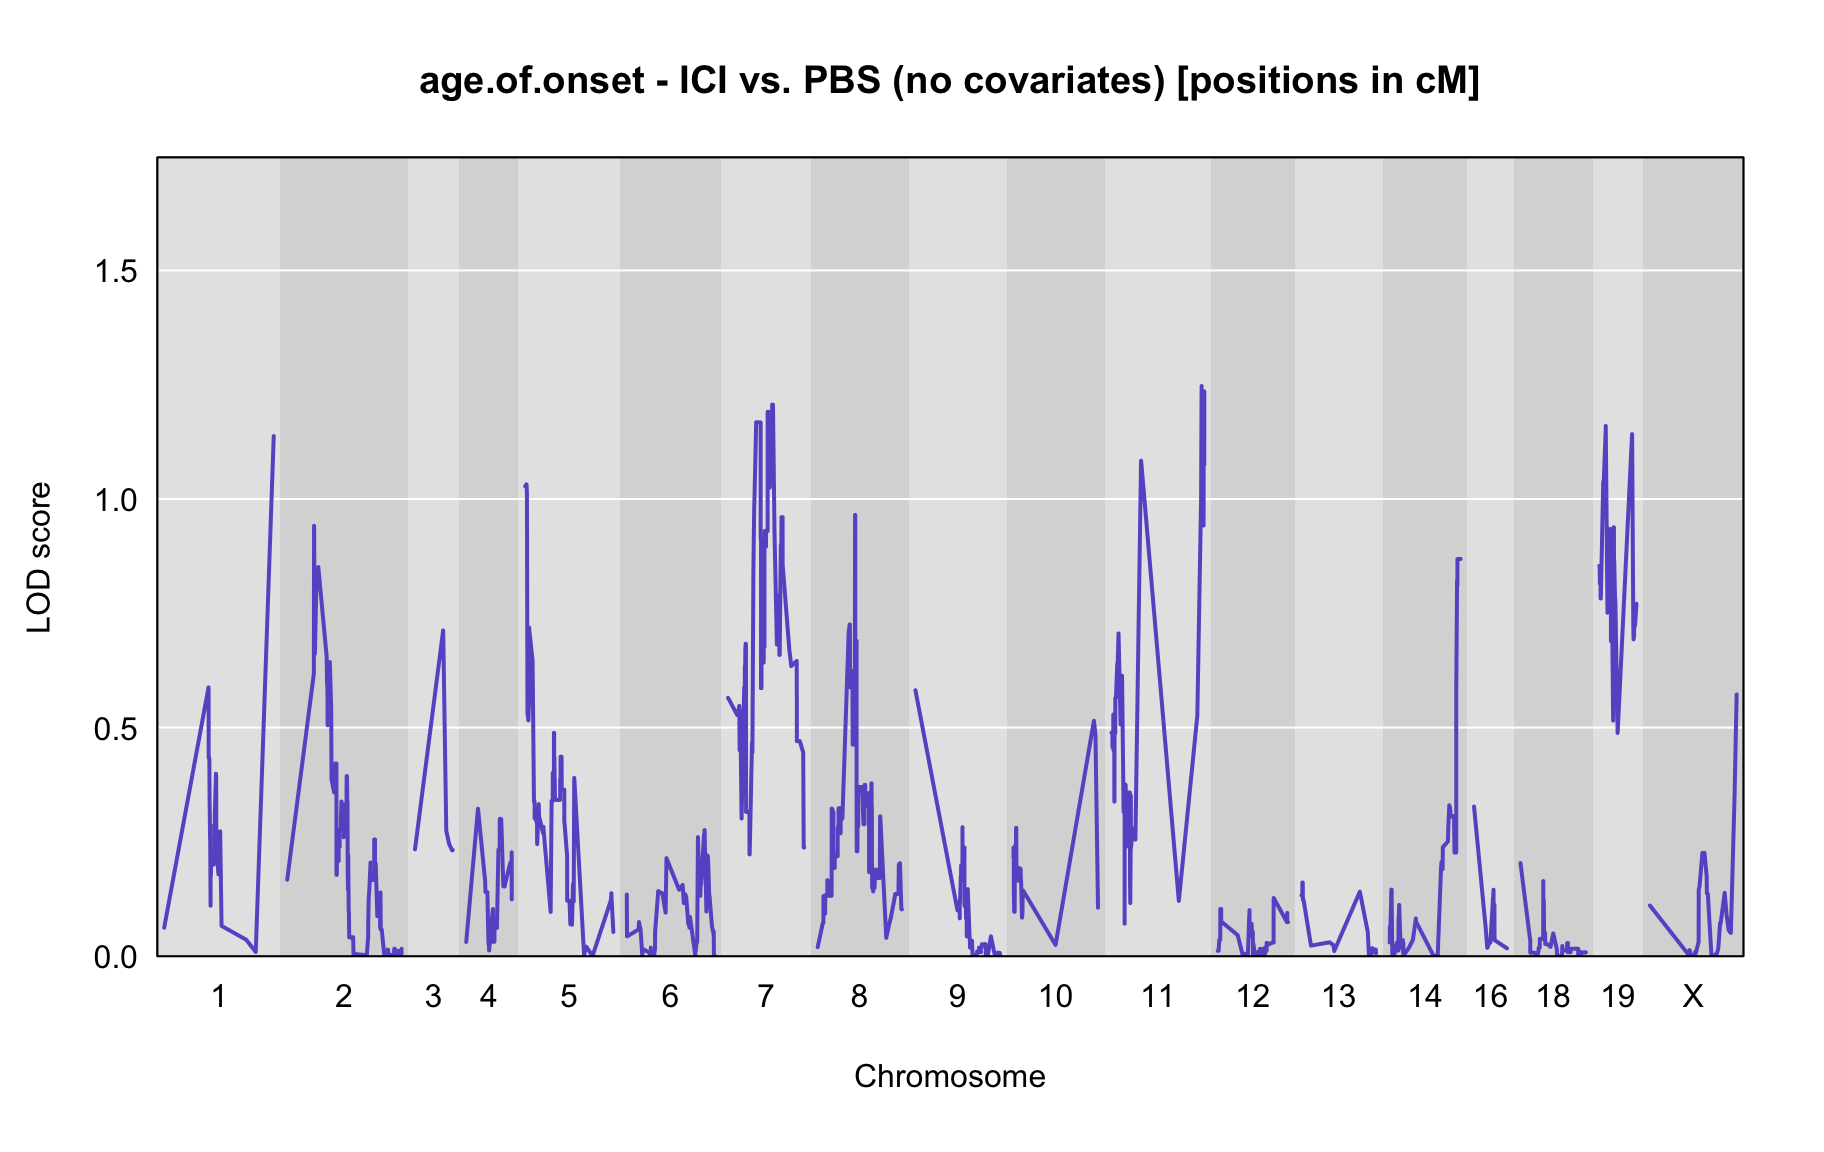 age.of.onset - ICI vs. PBS (no covariates) [positions in cM]
1.5
1.0
0.5
0.0
LOD score
1 2 3 4 5 6 7 8 9 10 11 12 13 14 16 18 19 X
Chromosome